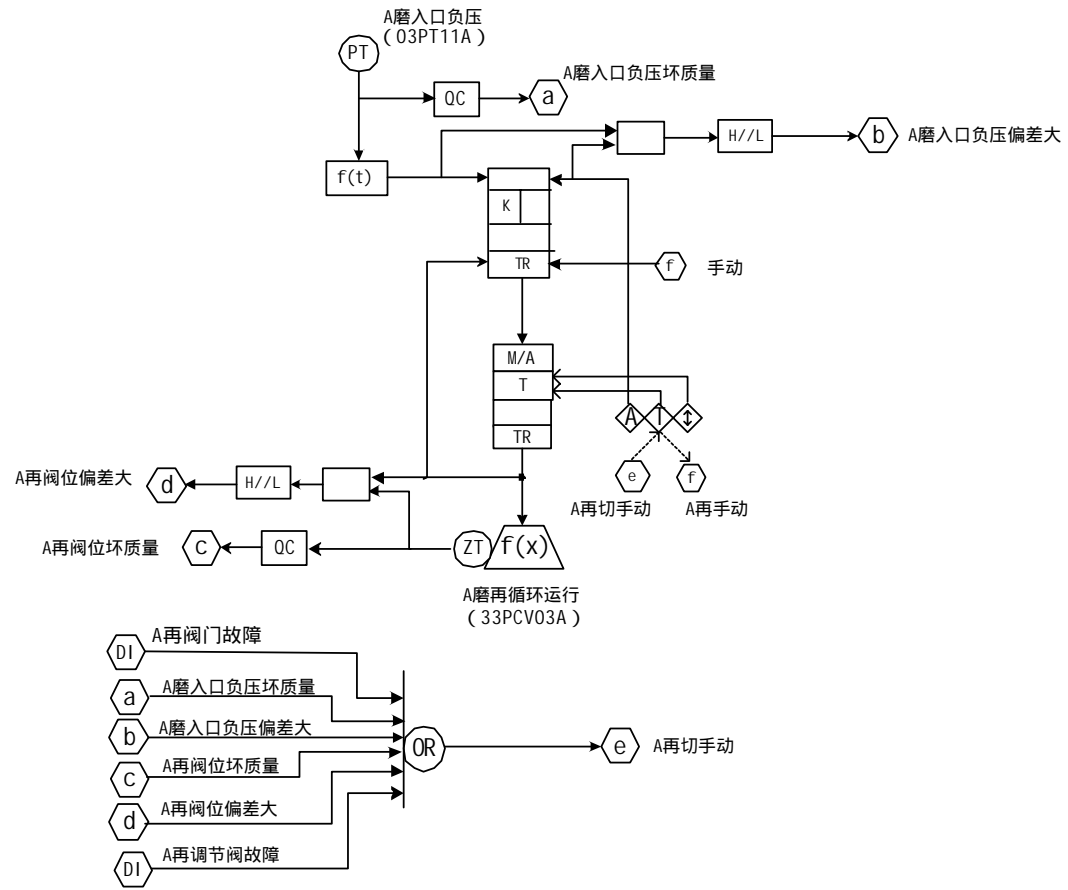 A磨入口负压
(03PT11A)
PT
A磨入口负压坏质量
QC
a
H//L
b
A磨入口负压偏差大
f(t)
K
TR
f
手动
M/A
T
A
T
TR
A再阀位偏差大
d
H//L
e
f
A再切手动
A再手动
A再阀位坏质量
c
QC
ZT
f(x)
A磨再循环运行
(33PCV03A)
DI
A再阀门故障
a
A磨入口负压坏质量
b
A磨入口负压偏差大
OR
e
A再切手动
c
A再阀位坏质量
d
A再阀位偏差大
DI
A再调节阀故障